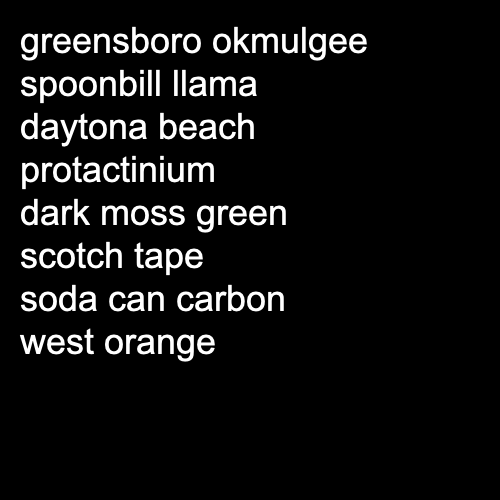 greensboro okmulgee
spoonbill llama
daytona beach
protactinium
dark moss green
scotch tape
soda can carbon
west orange